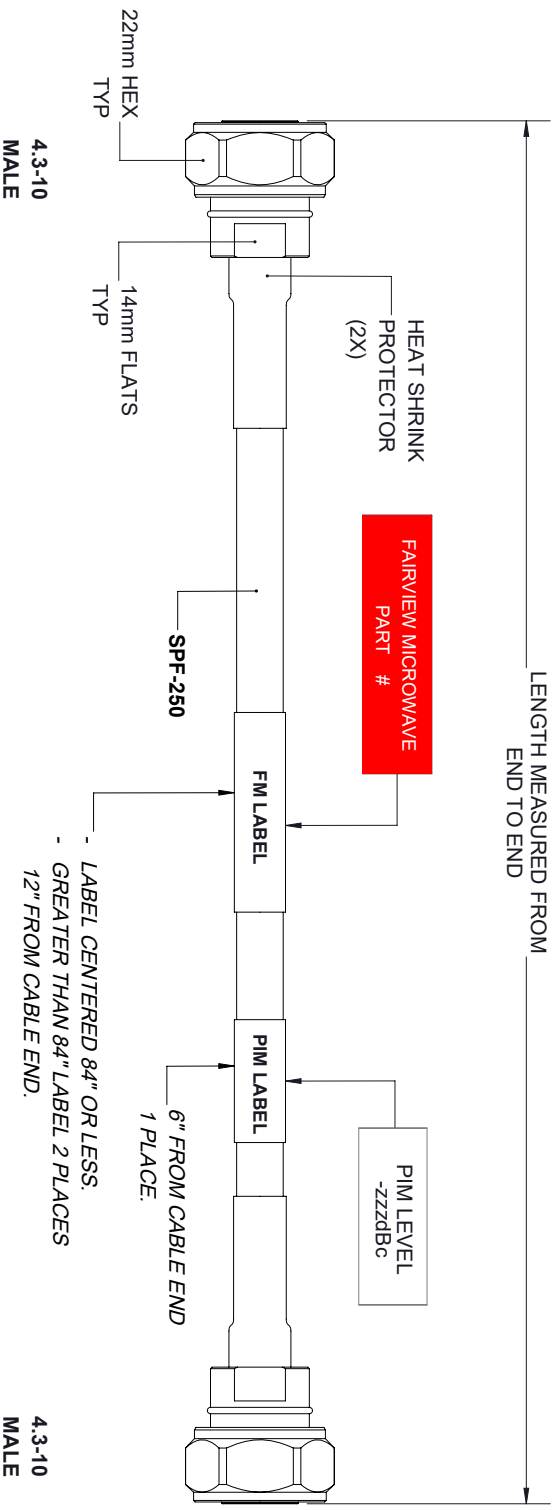 LENGTH MEASURED FROM
END TO END
FAIRVIEW MICROWAVE
PART #
PIM LEVEL
-zzzdBc
HEAT SHRINK
PROTECTOR
(2X)
FM LABEL
PIM LABEL
SPF-250
6" FROM CABLE END
1 PLACE.
22mm HEX
TYP
14mm FLATS
TYP
- LABEL CENTERED 84" OR LESS.
- GREATER THAN 84" LABEL 2 PLACES
12" FROM CABLE END.
4.3-10
MALE
4.3-10
MALE